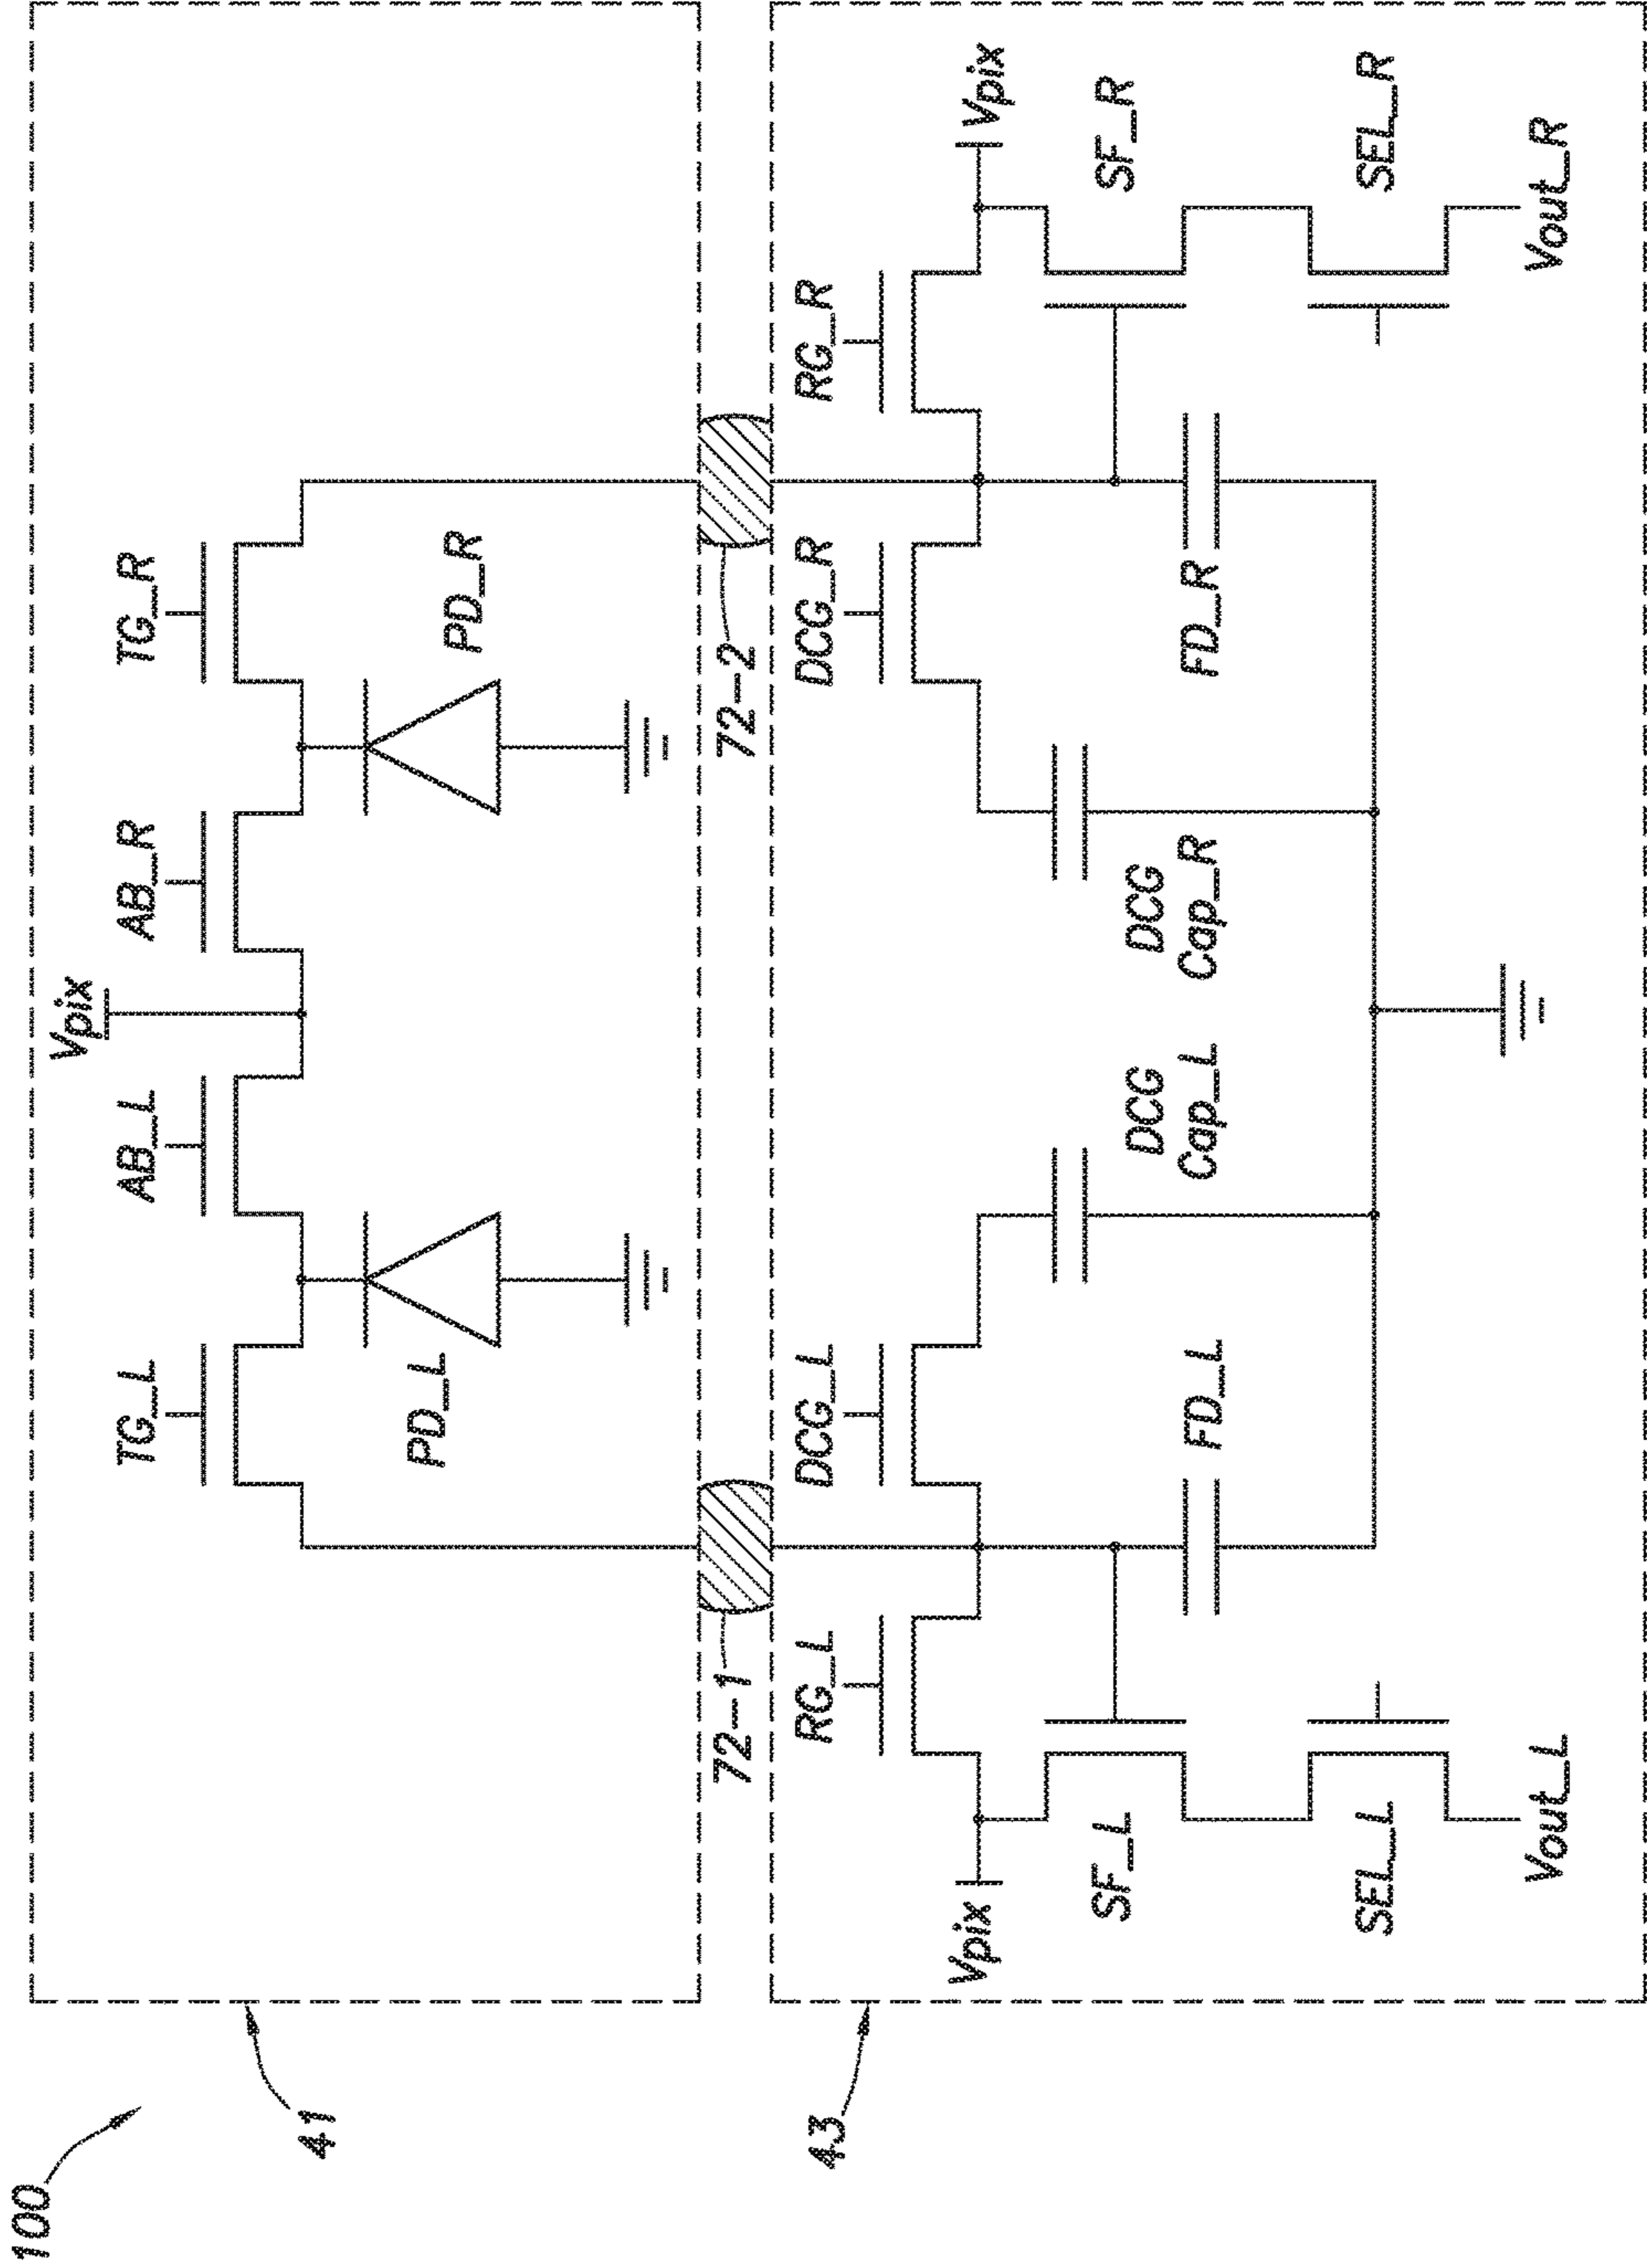 100
41
Vpix
TG_L
AB_L
AB_R
TG_R
PD_L
PD_R
72-1
72-2
43
RG_L
DCG_L
DCG_R
RG_R
Vpix
Vpix
SF_L
FD_L
DCG
Cap_L
DCG
Cap_R
FD_R
SF_R
SEL_L
SEL_R
Vout_L
Vout_R